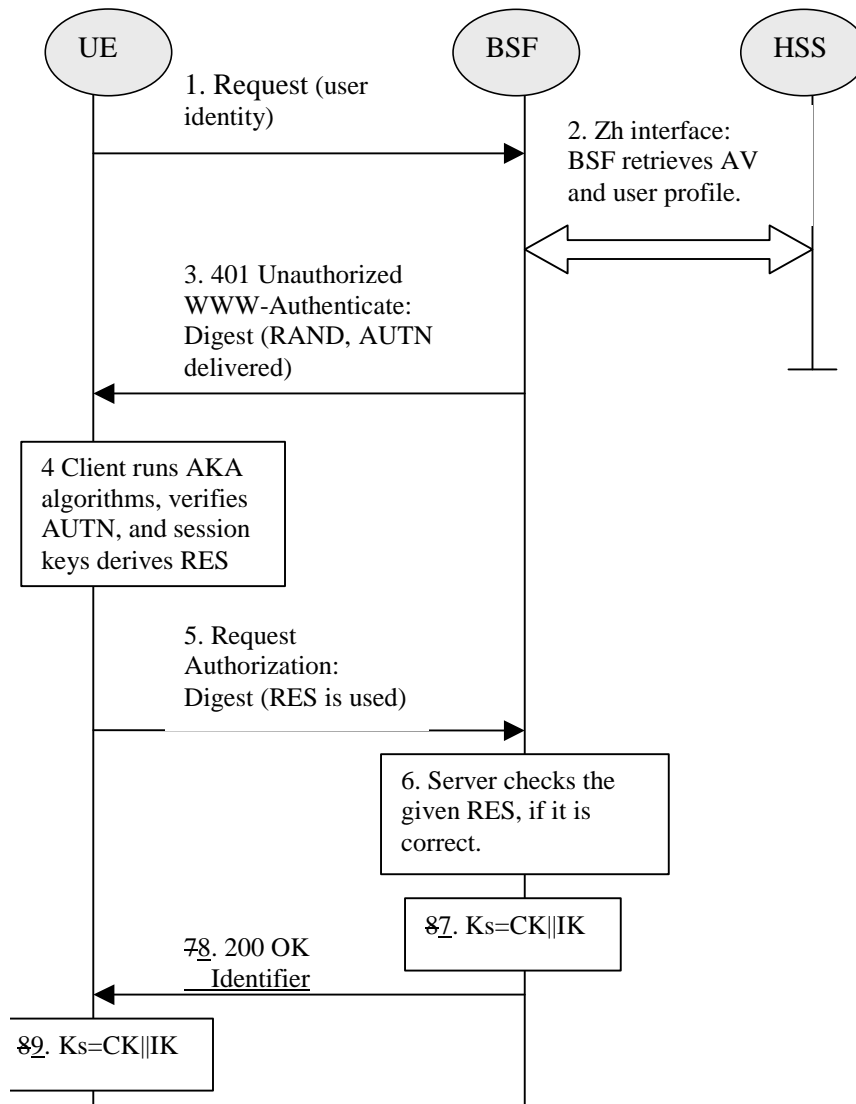 UE
BSF
HSS
1. Request (user
identity)
2. Zh interface:
BSF retrieves AV
and user profile.
3. 401 Unauthorized
WWW-Authenticate:
Digest (RAND, AUTN
delivered)
4 Client runs AKA
algorithms, verifies
AUTN, and session
keys derives RES
5. Request
Authorization:
Digest (RES is used)
6. Server checks the
given RES, if it is
correct.
87. Ks=CK||IK
78. 200 OK
Identifier
89. Ks=CK||IK